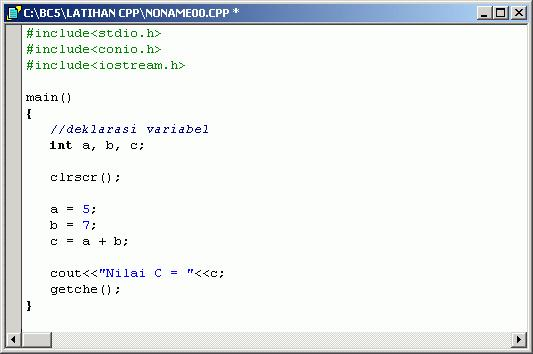 C:\BC5\LATIHAN CPP\NONAME00.CPP *
#include<stdio.h>
#include<conio.h>
#include<iostream.h>
main()
{
//deklarasi variabel
int a, b, c;
clrscr();
a = 5;
b = 7;
c = a + b;
cout<<"Nilai C = "<<c;
getche();
}